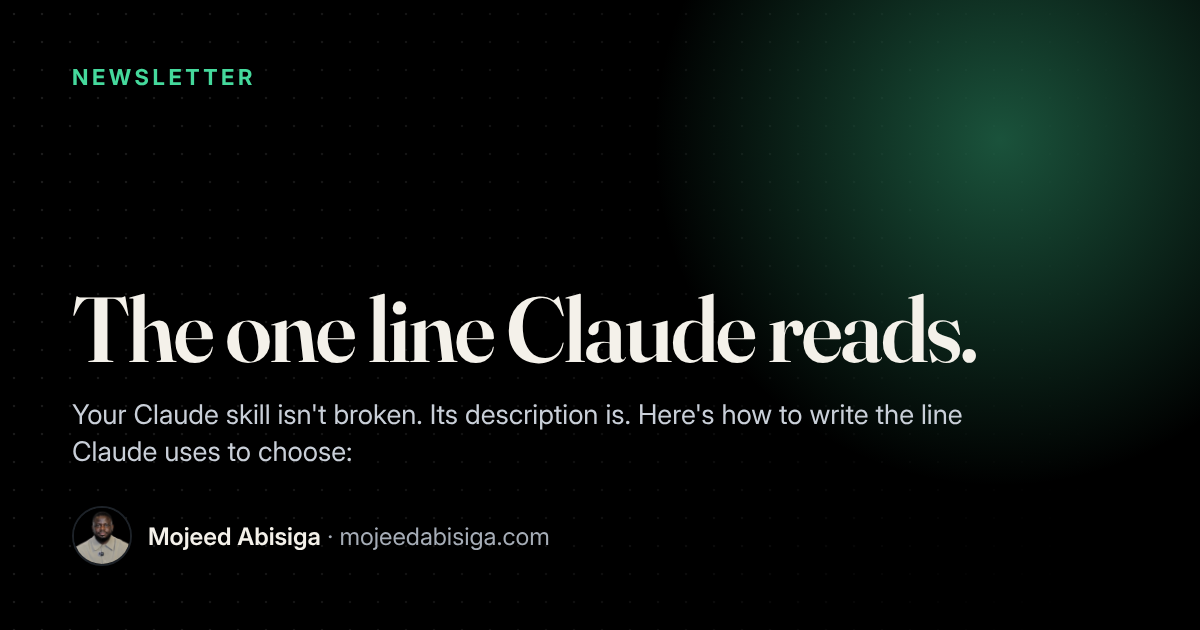 NEWSLETTER
The one line Claude reads.
Your Claude skill isn't broken. Its description is. Here's how to write the line
Claude uses to choose:
Mojeed Abisiga · mojeedabisiga.com